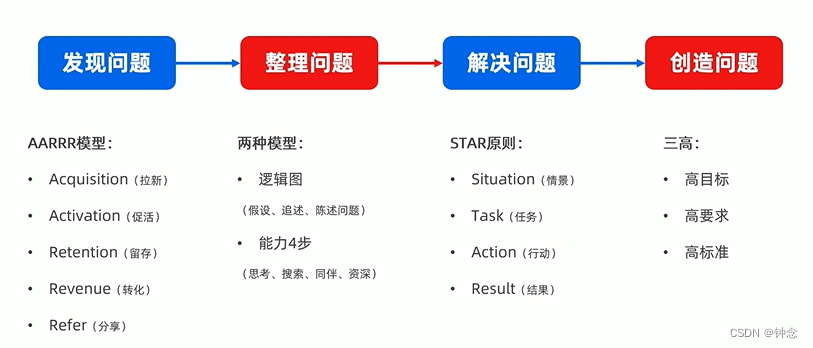 发现问题
整理问题
解决问题
创造问题
AARRR模型：
• Acquisition（拉新）
• Activation（促活）
• Retention（留存）
• Revenue（转化）
• Refer（分享）
两种模型：
• 逻辑图
（假设、追述、陈述问题）
• 能力4步
（思考、搜索、同伴、资深）
STAR原则：
• Situation（情景）
• Task（任务）
• Action（行动）
• Result（结果）
三高：
• 高目标
• 高要求
• 高标准
CSDN @钟念